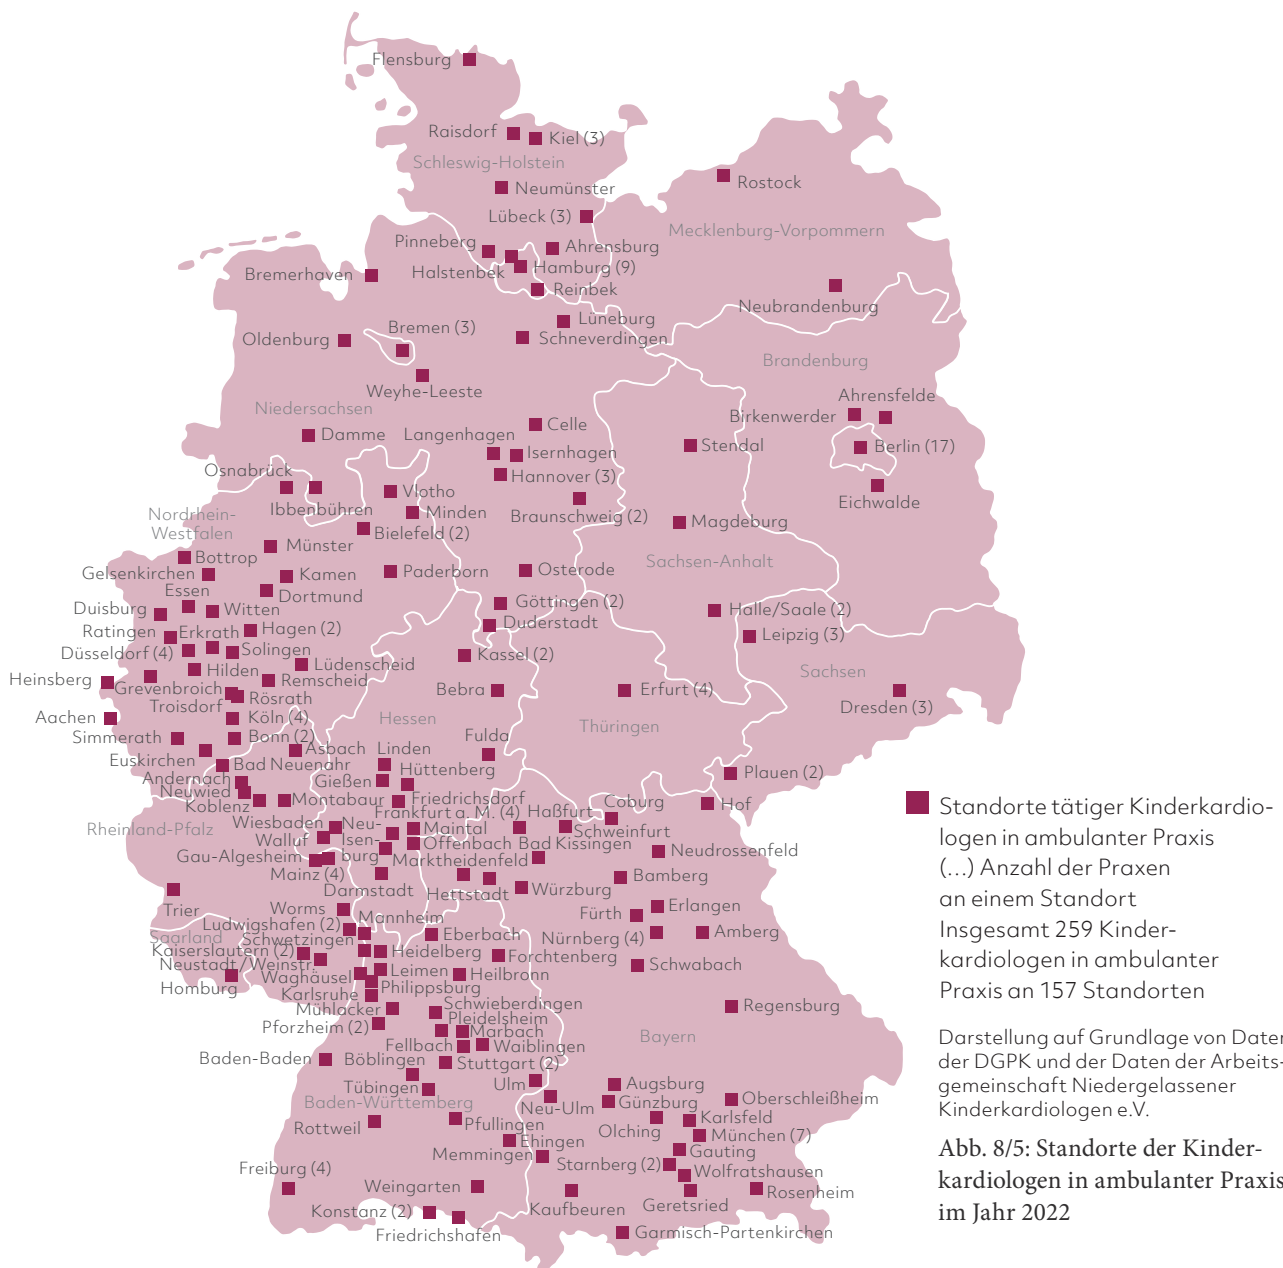 Flensburg
Raisdorf
Kiel (3)
Schleswig-Holstein
Neumünster
Rostock
Lübeck (3)
Mecklenburg-Vorpommern
Pinneberg
Ahrensburg
Halstenbek
Hamburg (9)
Bremerhaven
Reinbek
Neubrandenburg
Lüneburg
Bremen (3)
Oldenburg
Schneverdingen
Brandenburg
Weyhe-Leeste
Ahrensfelde
Niedersachsen
Birkenwerder
Celle
Damme
Langenhagen
Stendal
Berlin (17)
Isernhagen
Osnabrück
Hannover (3)
Vlotho
Eichwalde
Ibbenbühren
Minden
Nordrhein-
Westfalen
Braunschweig (2)
Magdeburg
Bielefeld (2)
Münster
Bottrop
Sachsen-Anhalt
Gelsenkirchen
Kamen
Paderborn
Osterode
Essen
Dortmund
Duisburg
Witten
Göttingen (2)
Halle/Saale (2)
Duderstadt
Ratingen
Erkrath
Hagen (2)
Leipzig (3)
Düsseldorf (4)
Solingen
Kassel (2)
Lüdenscheid
Hilden
Sachsen
Heinsberg
Remscheid
Grevenbroich
Bebra
Erfurt (4)
Rösrath
Troisdorf
Dresden (3)
Aachen
Köln (4)
Hessen
Thüringen
Simmerath
Bonn (2)
Fulda
Asbach
Linden
Euskirchen
Bad Neuenahr
Hüttenberg
Plauen (2)
Andernach
Gießen
Neuwied
Koblenz
Montabaur
Friedrichsdorf
Coburg
Hof
Frankfurt a. M. (4)
Haßfurt
Wiesbaden
Neu-
Isen-
burg
Rheinland-Pfalz
Maintal
Schweinfurt
Walluf
Offenbach
Bad Kissingen
Neudrossenfeld
Gau-Algesheim
Marktheidenfeld
Mainz (4)
Bamberg
Darmstadt
Hettstadt
Würzburg
Trier
Worms
Erlangen
Fürth
Mannheim
Ludwigshafen (2)
Saarland
Schwetzingen
Eberbach
Nürnberg (4)
Amberg
Kaiserslautern (2)
Heidelberg
Forchtenberg
Neustadt/Weinstr.
Schwabach
Leimen
Heilbronn
Waghäusel
Homburg
Philippsburg
Karlsruhe
Schwieberdingen
Regensburg
Mühlacker
Pleidelsheim
Pforzheim (2)
Marbach
Bayern
Fellbach
Waiblingen
Baden-Baden
Böblingen
Stuttgart (2)
Tübingen
Ulm
Augsburg
Baden-Württemberg
Neu-Ulm
Günzburg
Oberschleißheim
Rottweil
Pfullingen
Olching
Karlsfeld
Ehingen
München (7)
Memmingen
Gauting
Freiburg (4)
Starnberg (2)
Wolfratshausen
Weingarten
Rosenheim
Kaufbeuren
Geretsried
Konstanz (2)
Friedrichshafen
Garmisch-Partenkirchen
Standorte tätiger Kinderkardio-
logen in ambulanter Praxis
(...) Anzahl der Praxen
an einem Standort
Insgesamt 259 Kinder-
kardiologen in ambulanter
Praxis an 157 Standorten
Darstellung auf Grundlage von Daten
der DGPK und der Daten der Arbeits-
gemeinschaft Niedergelassener
Kinderkardiologen e.V.
Abb. 8/5: Standorte der Kinder-
kardiologen in ambulanter Praxis
im Jahr 2022